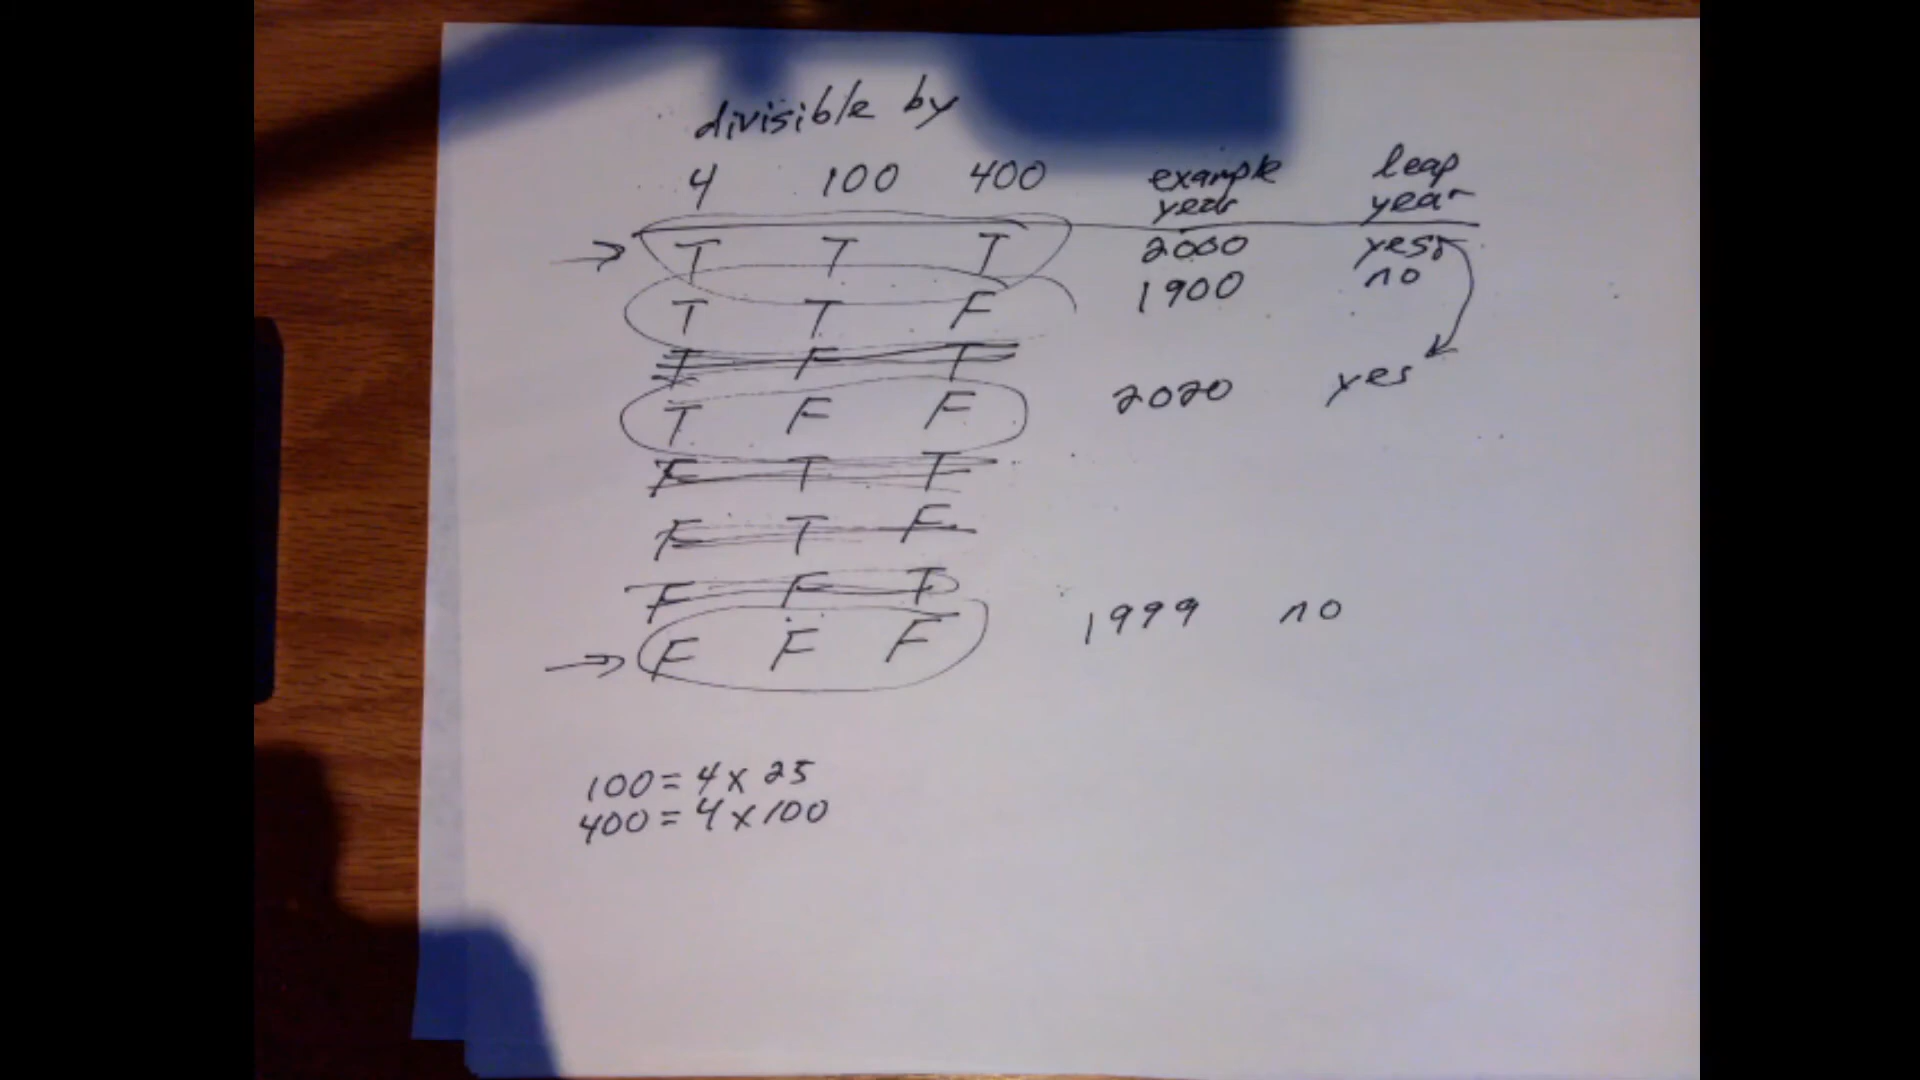 divisible by
4 100 400 example year leap year
T T T 2000 yes
T T F 1900 no
T F T
T F F 2020 yes
F T T
F T F
F F T
F F F 1999 no
100 = 4 x 25
400 = 4 x 100